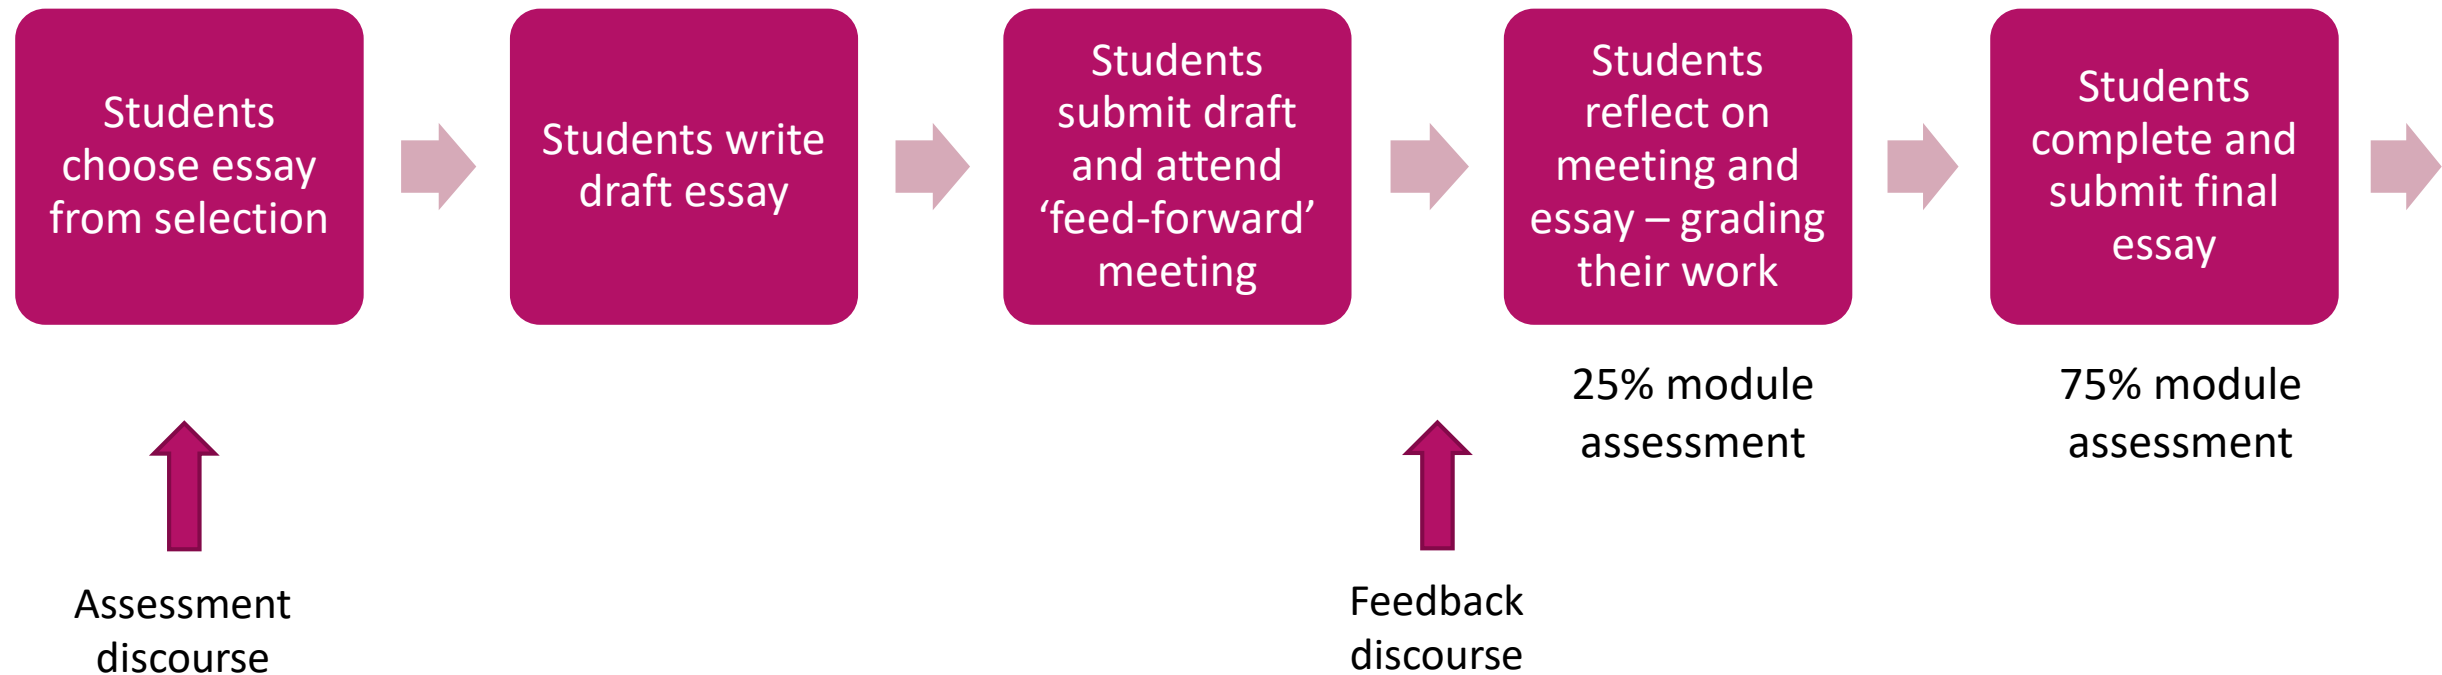 Students
choose essay
from selection
Students write
draft essay
Students
submit draft
and attend
‘feed-forward’
meeting
Students
reflect on
meeting and
essay – grading
their work
Students
complete and
submit final
essay
25% module
assessment
75% module
assessment
Assessment
discourse
Feedback
discourse